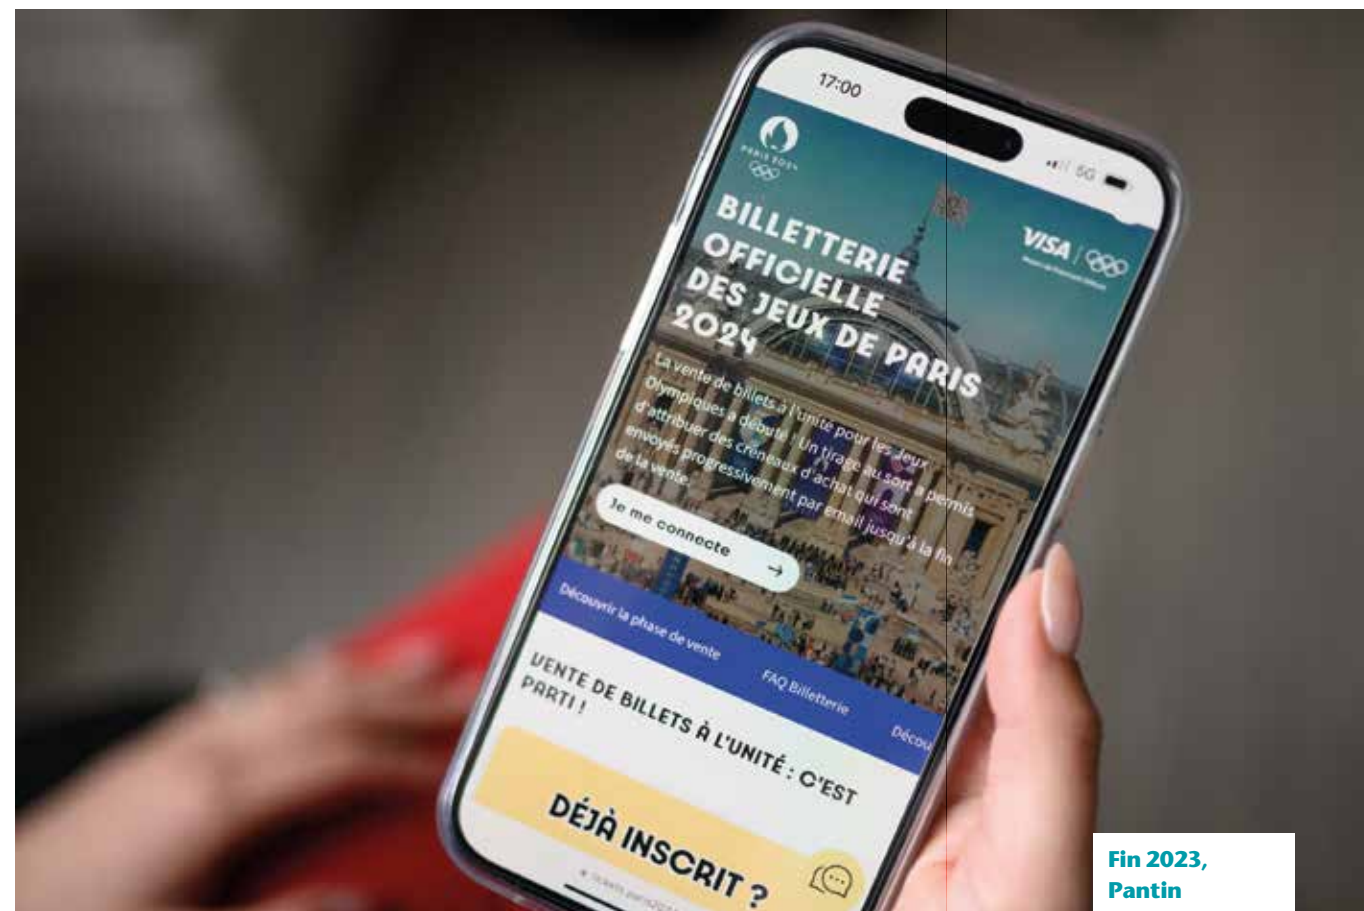 17:00
5G
PARIS 2024
VISA
BILLETTERIE
OFFICIELLE
DES JEUX DE PARIS
2024
La vente de billets à l'unité pour les Jeux
Olympiques a débuté ! Un tirage au sort a permis
d'attribuer des créneaux d'achat qui sont
envoyés progressivement par email jusqu'à la fin
de la vente.
Je me connecte →
Découvrir la phase de vente
FAQ Billetterie
Décou
VENTE DE BILLETS À L'UNITÉ : C'EST
PARTI !
DÉJÀ INSCRIT ?
Fin 2023,
Pantin